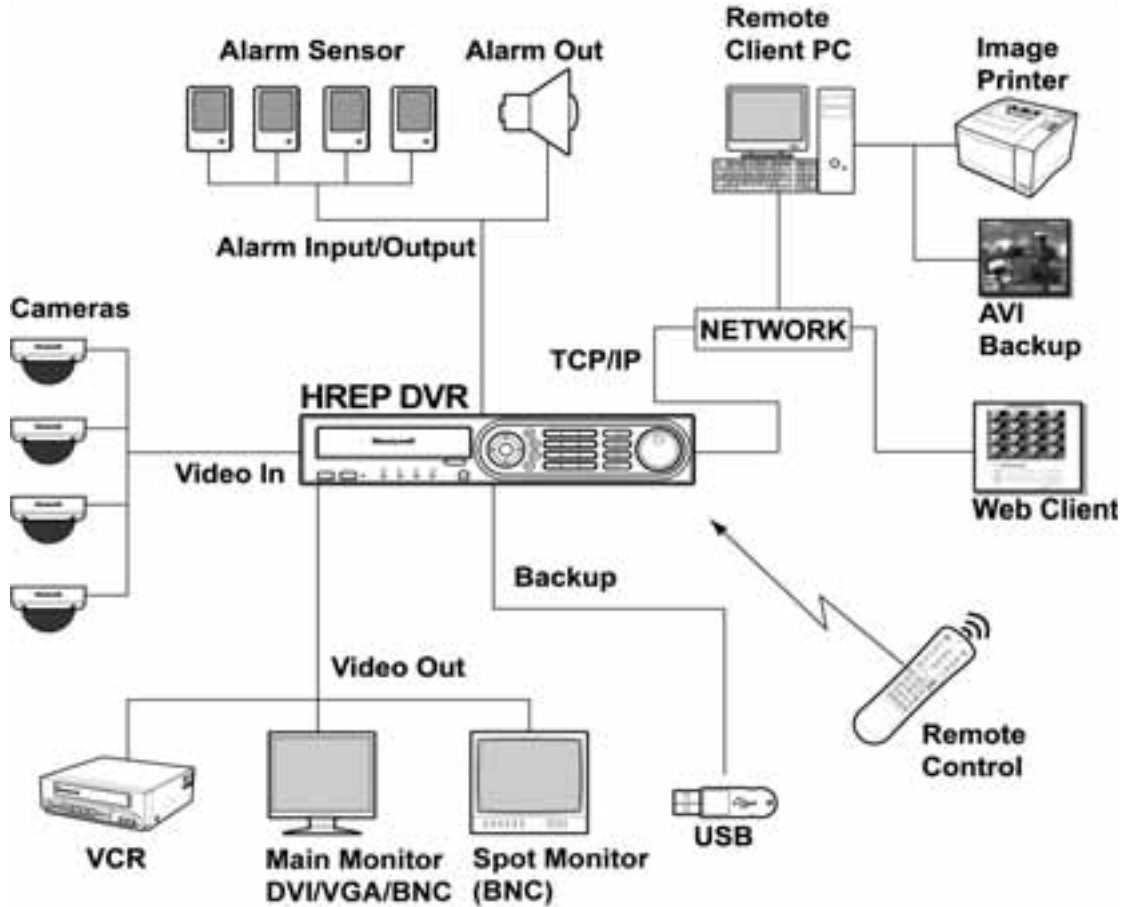 Alarm Sensor
Alarm Out
Remote
Client PC
Image
Printer
Alarm Input/Output
Cameras
AVI
Backup
NETWORK
TCP/IP
HREP DVR
Video In
Web Client
Backup
Video Out
Remote
Control
VCR
Main Monitor
DVI/VGA/BNC
Spot Monitor
(BNC)
USB